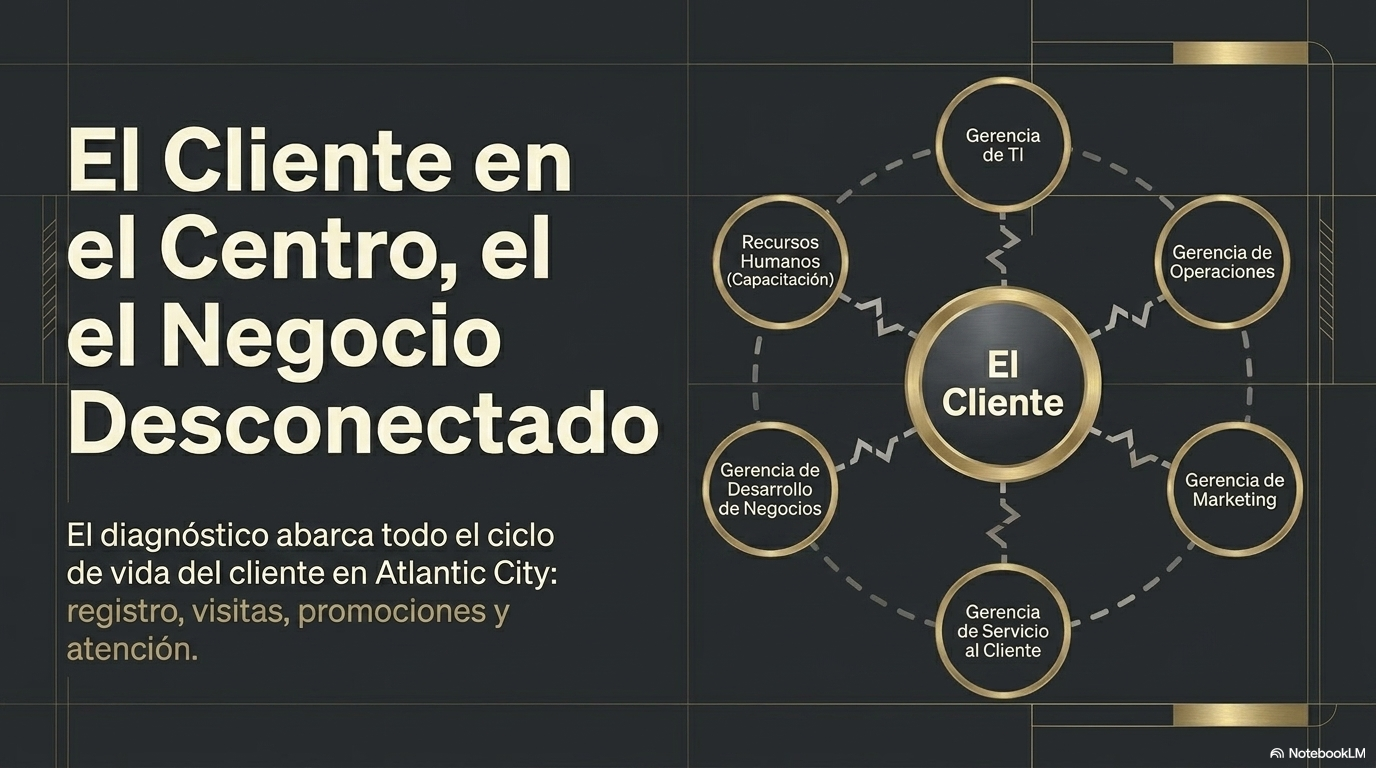 El Cliente en
el Centro, el
el Negocio
Desconectado
El diagnóstico abarca todo el ciclo
de vida del cliente en Atlantic City:
registro, visitas, promociones y
atención.
Gerencia
de TI
Recursos
Humanos
(Capacitación)
Gerencia de
Operaciones
El
Cliente
Gerencia de
Desarrollo
de Negocios
Gerencia de
Marketing
Gerencia
de Servicio
al Cliente
NotebookLM